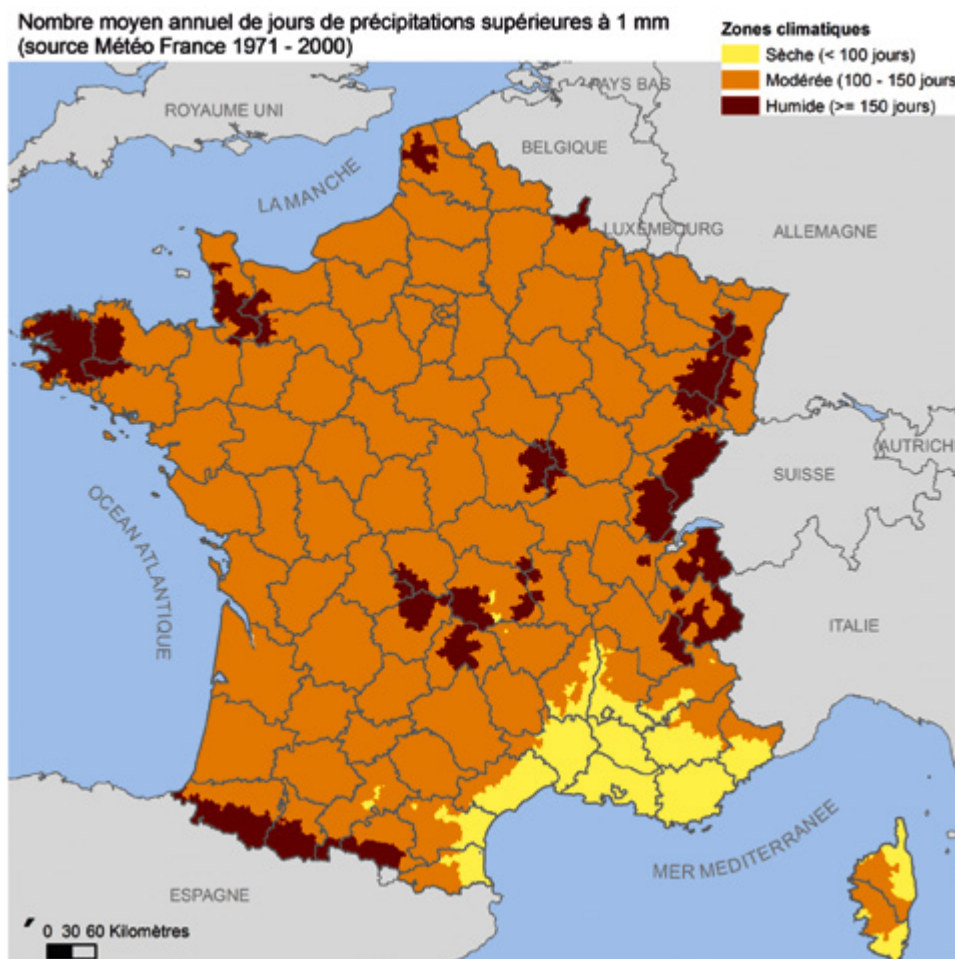 Nombre moyen annuel de jours de précipitations supérieures à 1 mm
(source Météo France 1971 - 2000)
Zones climatiques
Sèche (< 100 jours)
Modérée (100 - 150 jours
Humide (>= 150 jours)
PAYS BAS
ROYAUME UNI
BELGIQUE
LA MANCHE
LUXEMBOURG
ALLEMAGNE
AUTRICH
SUISSE
OCEAN ATLANTIQUE
ITALIE
MER MEDITERRANEE
ESPAGNE
0 30 60 Kilomètres